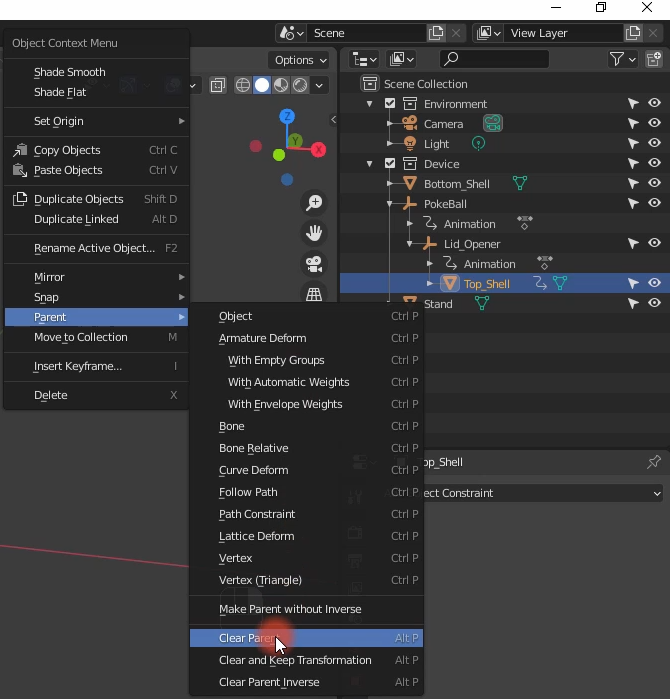 Scene
View Layer
Object Context Menu
Shade Smooth
Shade Flat
Set Origin
Copy Objects Ctrl C
Paste Objects Ctrl V
Duplicate Objects Shift D
Duplicate Linked Alt D
Rename Active Object... F2
Mirror
Snap
Parent
Move to Collection M
Insert Keyframe... I
Delete X
Options
Z
Y
X
Scene Collection
Environment
Camera
Light
Device
Bottom_Shell
PokeBall
Animation
Lid_Opener
Animation
Top_Shell
Stand
Object Ctrl P
Armature Deform Ctrl P
With Empty Groups Ctrl P
With Automatic Weights Ctrl P
With Envelope Weights Ctrl P
Bone Ctrl P
Bone Relative Ctrl P
Curve Deform Ctrl P
Follow Path Ctrl P
Path Constraint Ctrl P
Lattice Deform Ctrl P
Vertex Ctrl P
Vertex (Triangle) Ctrl P
Make Parent without Inverse
Clear Paren Alt P
Clear and Keep Transformation Alt P
Clear Parent Inverse Alt P
op_Shell
ect Constraint